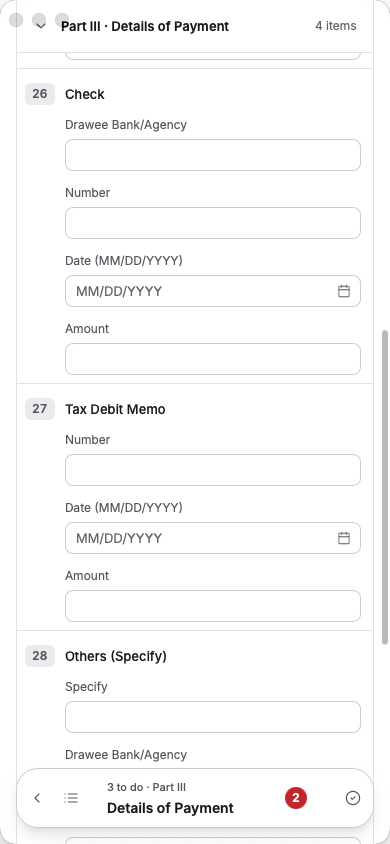 Part III · Details of Payment
4 items
26 Check
Drawee Bank/Agency
Number
Date (MM/DD/YYYY)
MM/DD/YYYY
Amount
27 Tax Debit Memo
Number
Date (MM/DD/YYYY)
MM/DD/YYYY
Amount
28 Others (Specify)
Specify
Drawee Bank/Agency
3 to do · Part III
Details of Payment
2